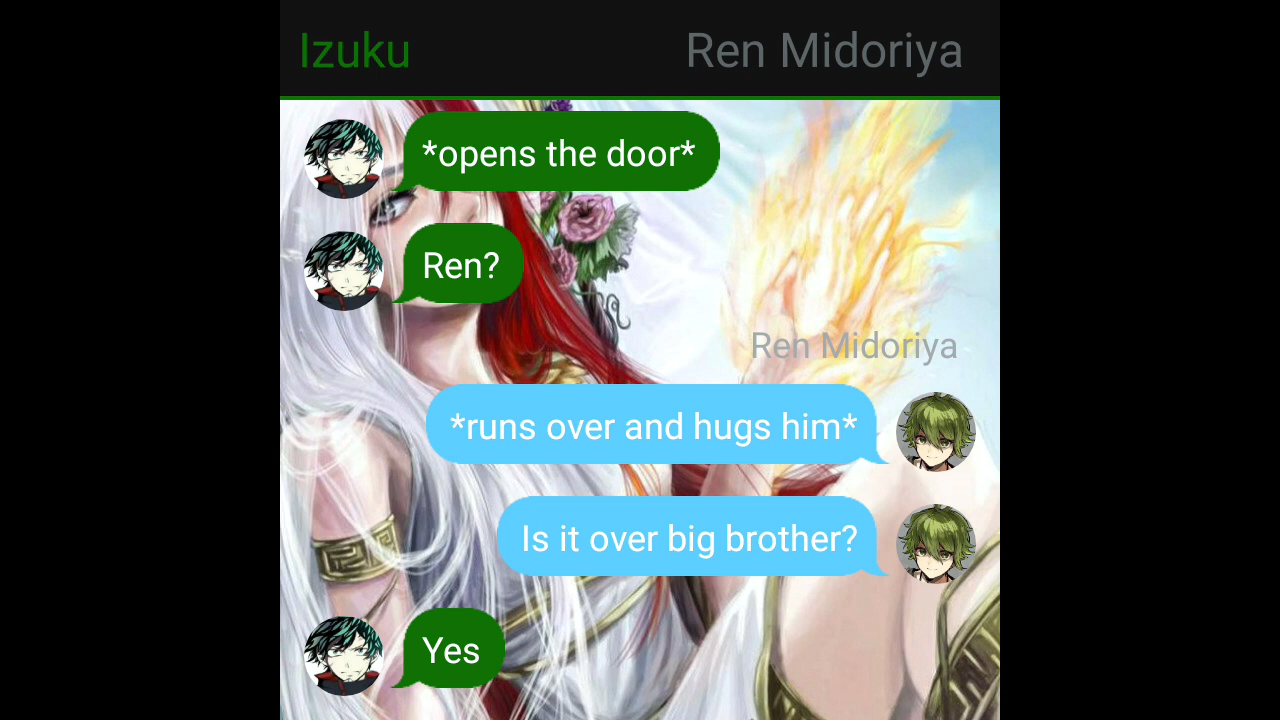 Izuku Ren Midoriya
*opens the door*
Ren?
Ren Midoriya
*runs over and hugs him*
Is it over big brother?
Yes